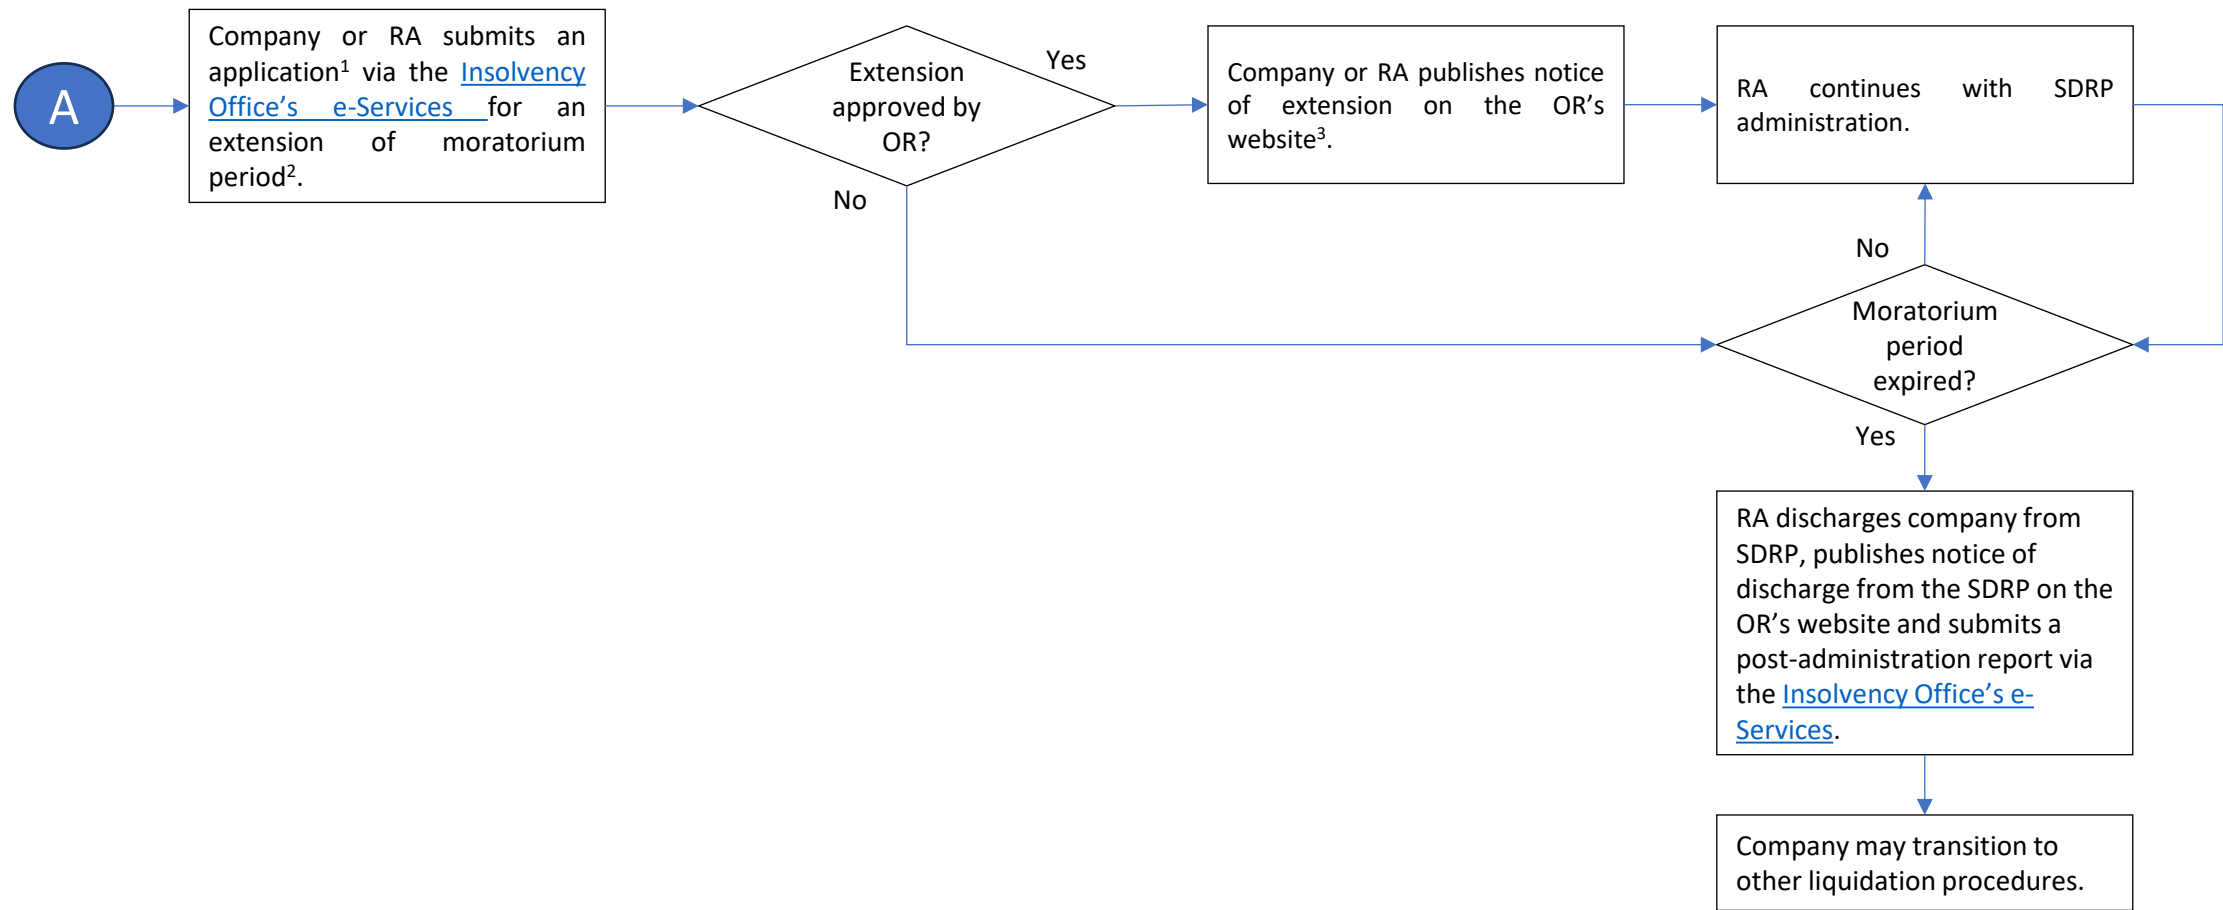 A
Company or RA submits an
application¹ via the Insolvency
Office’s e-Services for an
extension of moratorium
period².
Extension
approved by
OR?
Yes
No
Company or RA publishes notice
of extension on the OR’s
website³.
RA continues with SDRP
administration.
No
Moratorium
period
expired?
Yes
RA discharges company from
SDRP, publishes notice of
discharge from the SDRP on the
OR’s website and submits a
post-administration report via
the Insolvency Office’s e-
Services.
Company may transition to
other liquidation procedures.